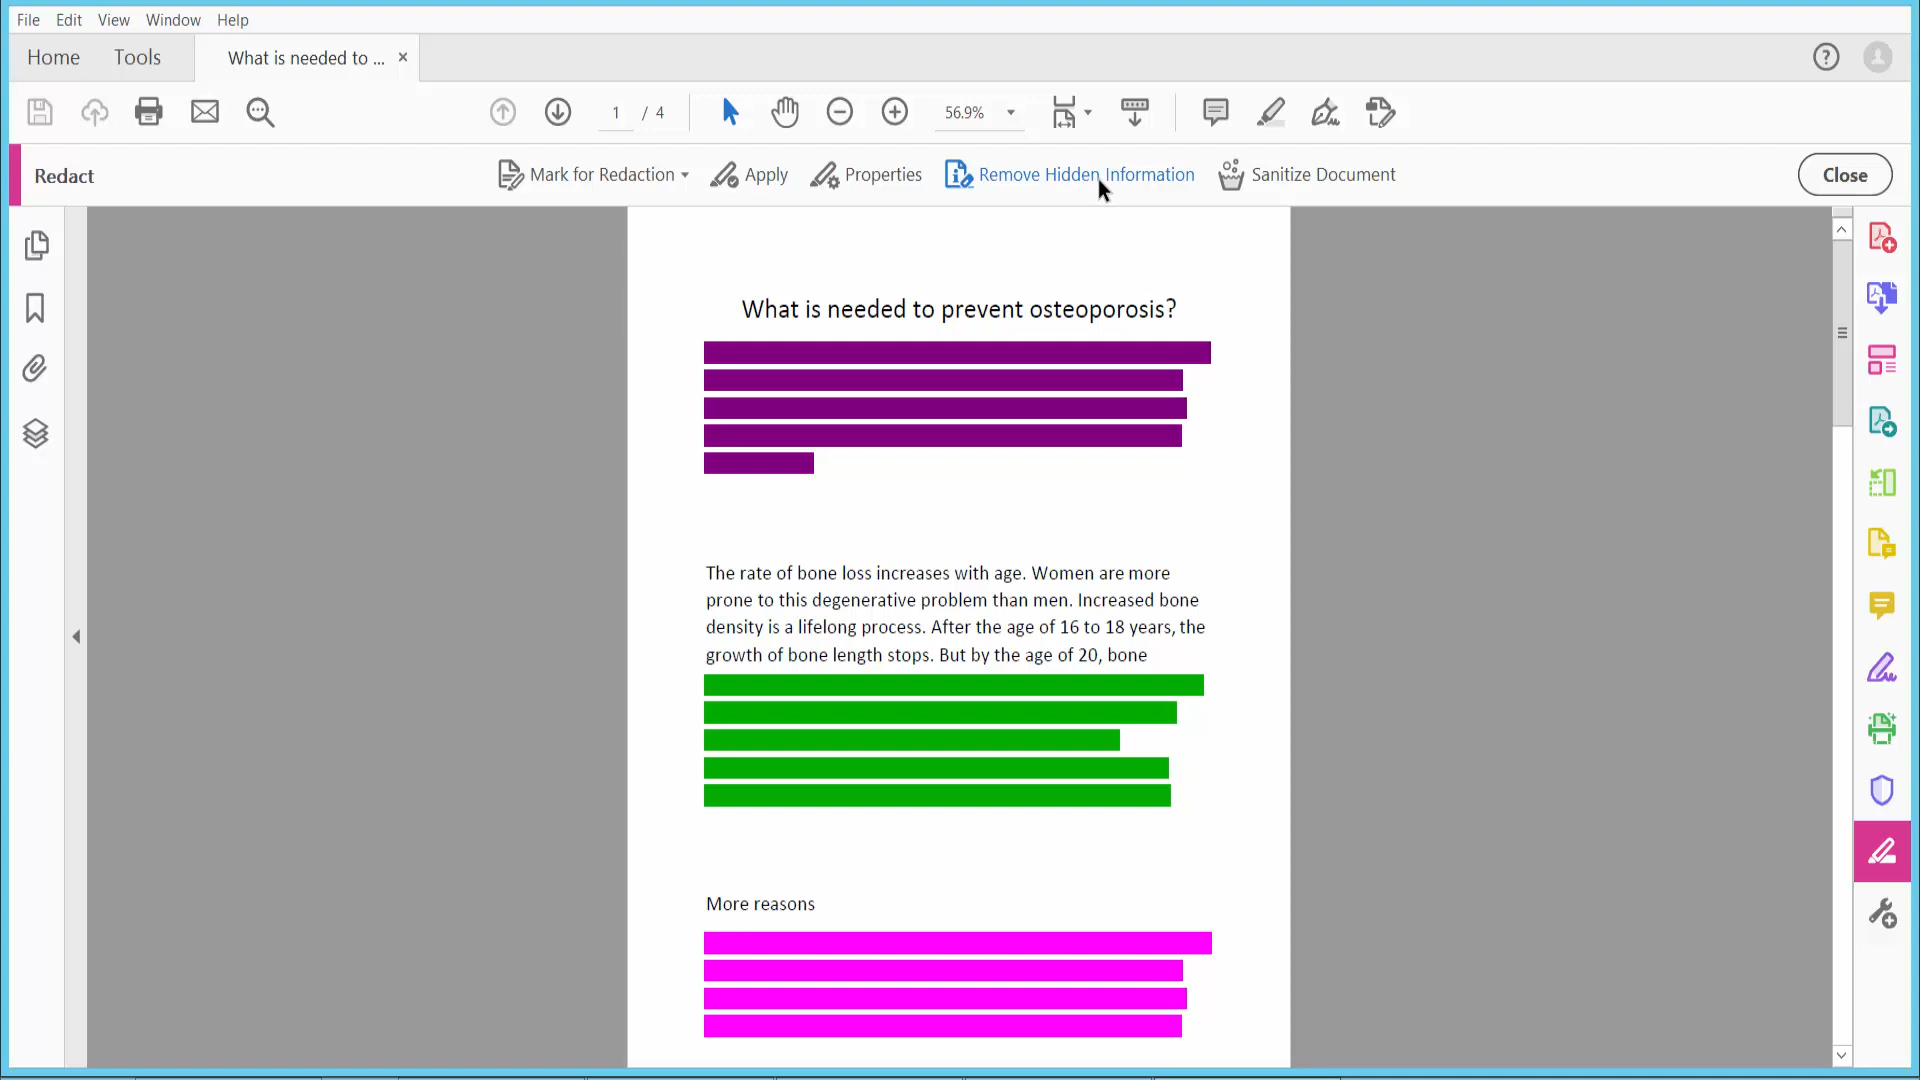 File Edit View Window Help
Home Tools What is needed to ... ×
1 / 4 56.9%
Redact Mark for Redaction Apply Properties Remove Hidden Information Sanitize Document Close
What is needed to prevent osteoporosis?
The rate of bone loss increases with age. Women are more
prone to this degenerative problem than men. Increased bone
density is a lifelong process. After the age of 16 to 18 years, the
growth of bone length stops. But by the age of 20, bone
More reasons